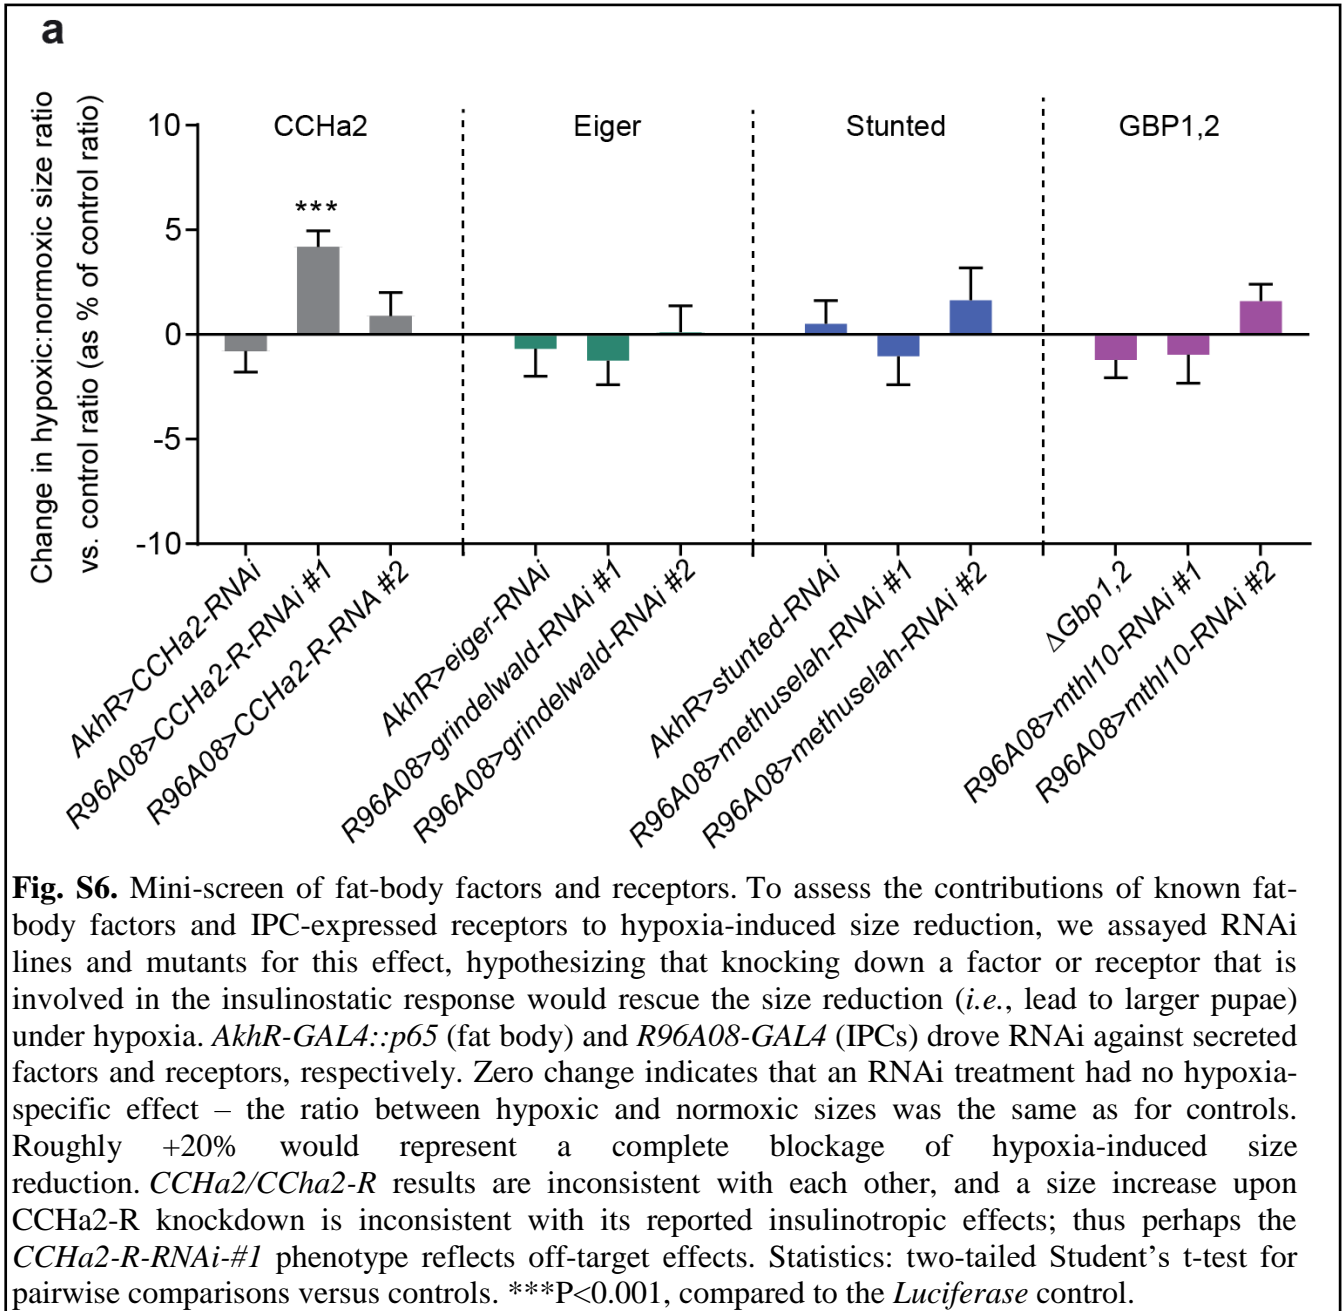 a
Change in hypoxic:normoxic size ratio
vs. control ratio (as % of control ratio)
10
5
0
-5
-10
CCHa2
Eiger
Stunted
GBP1,2
***
AkhR>CCHa2-RNAi
R96A08>CCHa2-R-RNAi #1
R96A08>CCHa2-R-RNA #2
AkhR>eiger-RNAi
R96A08>grindelwald-RNAi #1
R96A08>grindelwald-RNAi #2
AkhR>stunted-RNAi
R96A08>methuselah-RNAi #1
R96A08>methuselah-RNAi #2
ΔGbp1,2
R96A08>mthl10-RNAi #1
R96A08>mthl10-RNAi #2
Fig. S6. Mini-screen of fat-body factors and receptors. To assess the contributions of known fat-
body factors and IPC-expressed receptors to hypoxia-induced size reduction, we assayed RNAi
lines and mutants for this effect, hypothesizing that knocking down a factor or receptor that is
involved in the insulinostatic response would rescue the size reduction (i.e., lead to larger pupae)
under hypoxia. AkhR-GAL4::p65 (fat body) and R96A08-GAL4 (IPCs) drove RNAi against secreted
factors and receptors, respectively. Zero change indicates that an RNAi treatment had no hypoxia-
specific effect – the ratio between hypoxic and normoxic sizes was the same as for controls.
Roughly +20% would represent a complete blockage of hypoxia-induced size
reduction. CCHa2/CCha2-R results are inconsistent with each other, and a size increase upon
CCHa2-R knockdown is inconsistent with its reported insulinotropic effects; thus perhaps the
CCHa2-R-RNAi-#1 phenotype reflects off-target effects. Statistics: two-tailed Student’s t-test for
pairwise comparisons versus controls. ***P<0.001, compared to the Luciferase control.